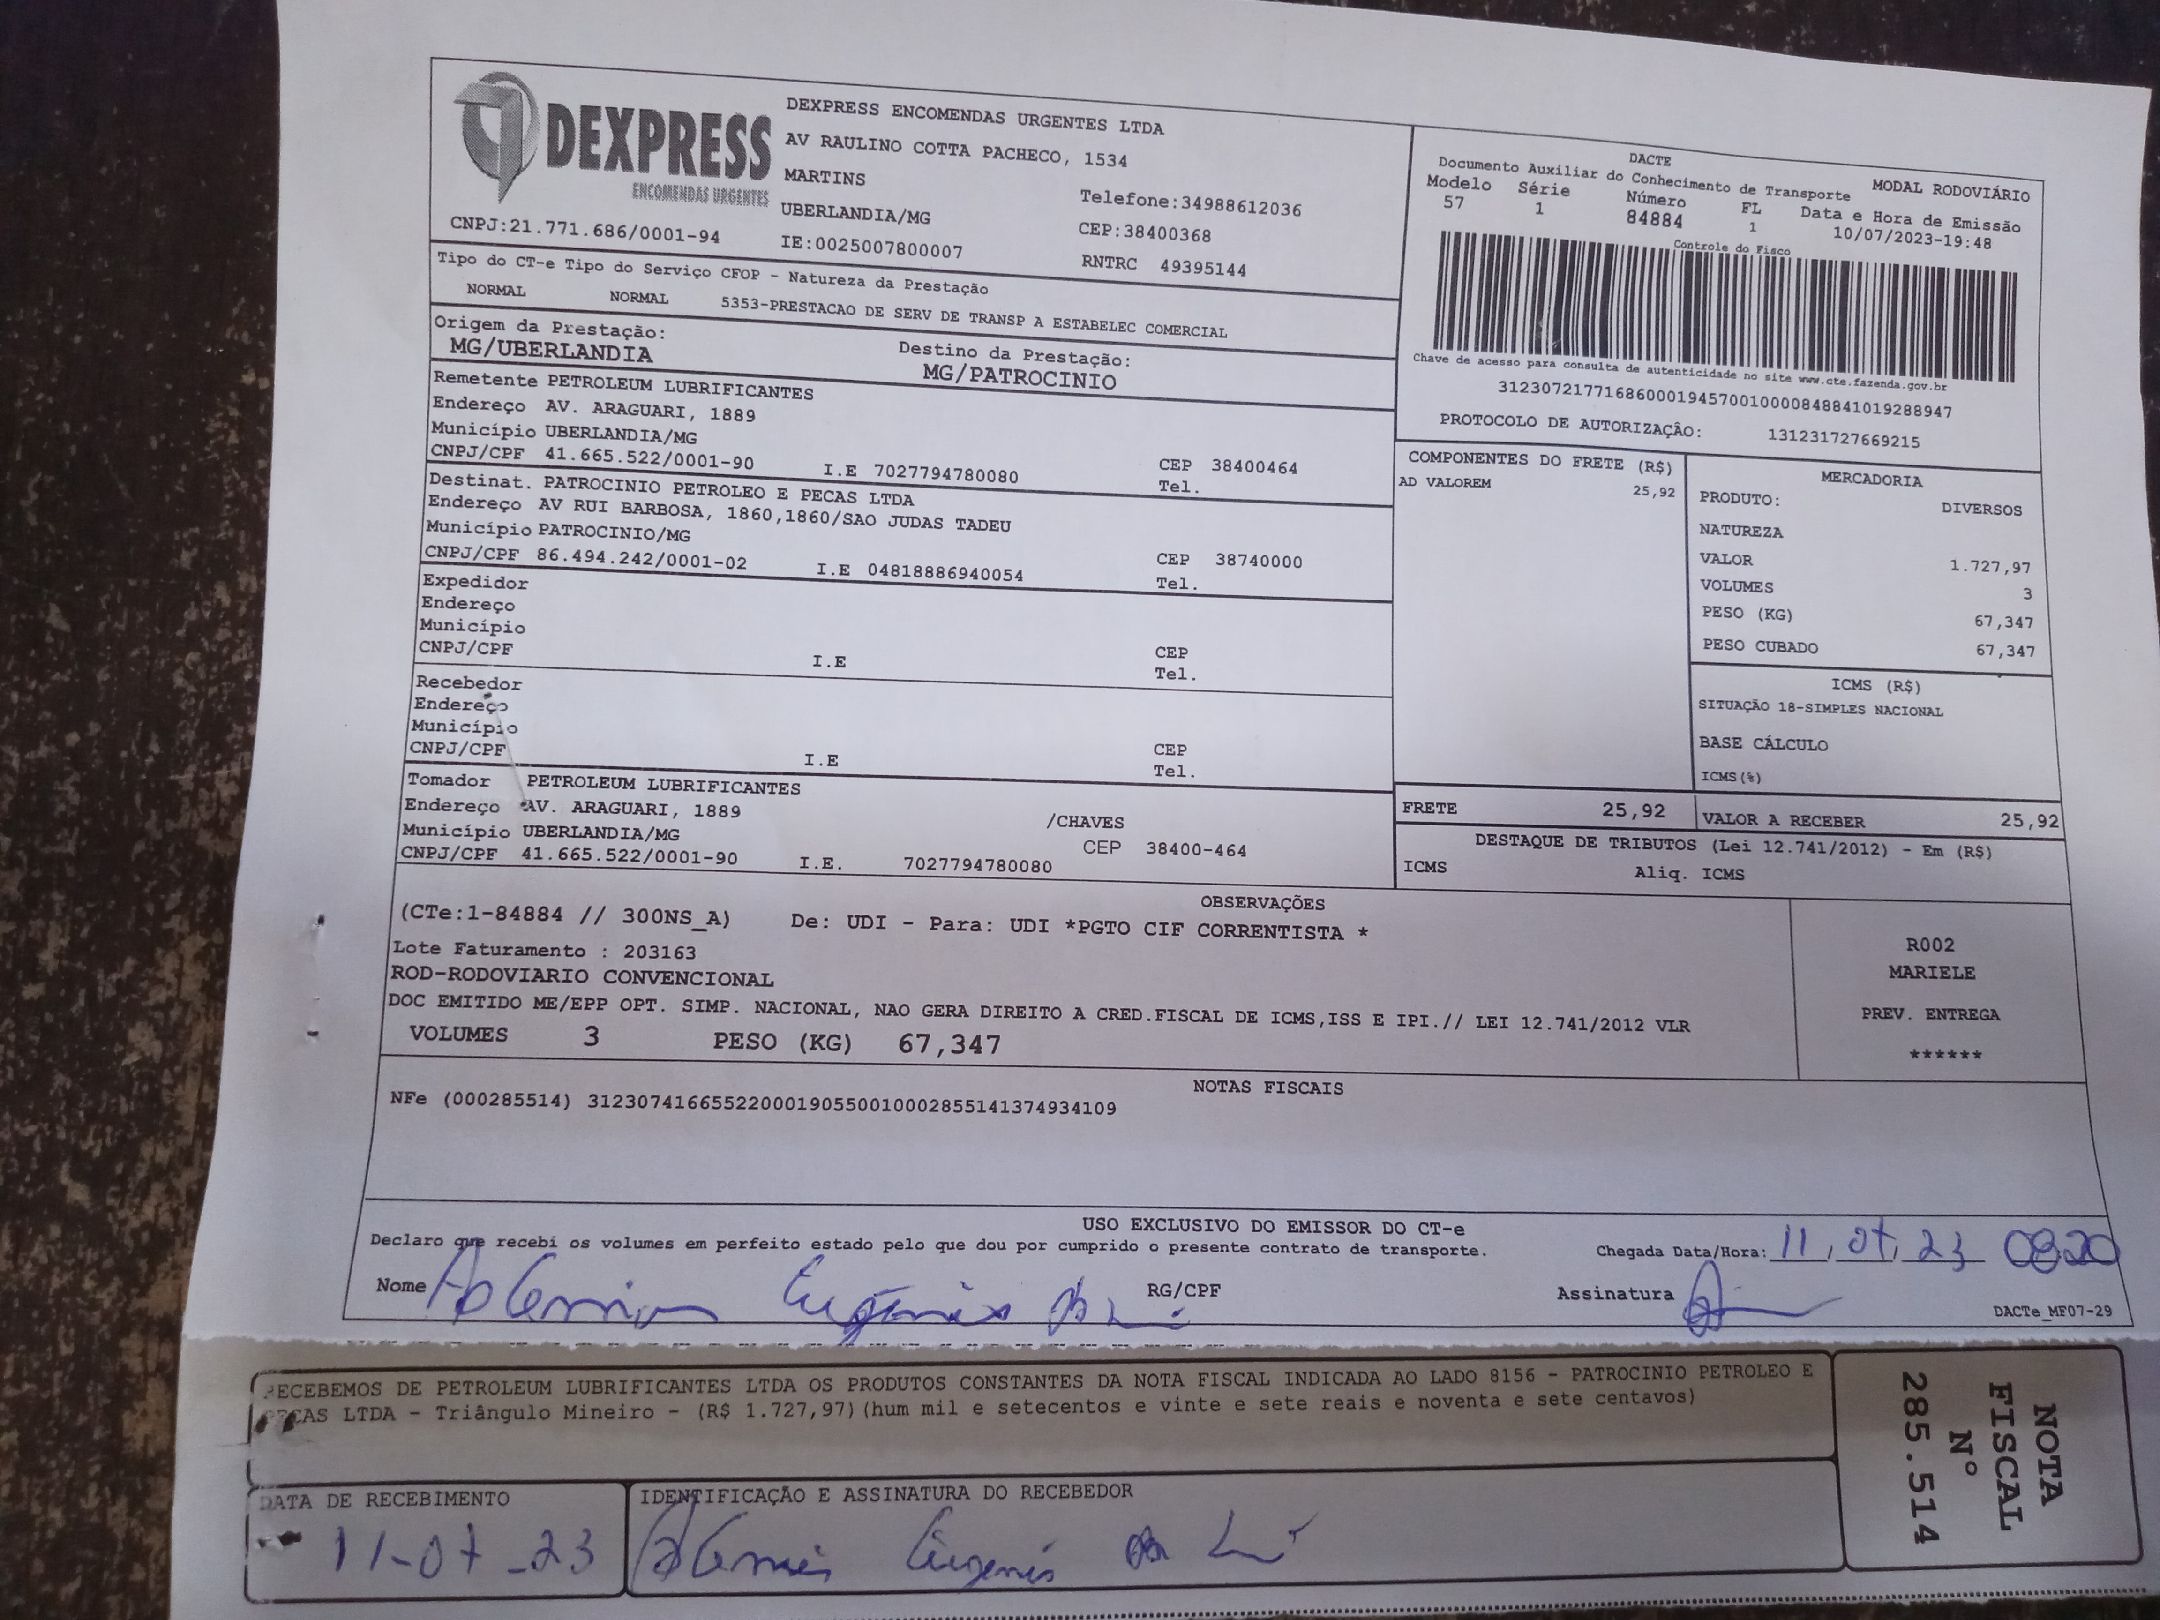 DEXPRESS
ENCOMENDAS URGENTES
CNPJ:21.771.686/0001-94
DEXPRESS ENCOMENDAS URGENTES LTDA
AV RAULINO COTTA PACHECO, 1534
MARTINS
UBERLANDIA/MG
IE:0025007800007
Telefone:34988612036
CEP:38400368
RNTRC 49395144
DACTE
Documento Auxiliar do Conhecimento de Transporte MODAL RODOVIÁRIO
Modelo Série Número FL Data e Hora de Emissão
57 1 84884 1 10/07/2023-19:48
Controle do Fisco
Chave de acesso para consulta de autenticidade no site www.cte.fazenda.gov.br
31230721771686000194570010000848841019288947
PROTOCOLO DE AUTORIZAÇÃO: 131231727669215
Tipo do CT-e Tipo do Serviço CFOP - Natureza da Prestação
NORMAL NORMAL 5353-PRESTACAO DE SERV DE TRANSP A ESTABELEC COMERCIAL
Origem da Prestação: Destino da Prestação:
MG/UBERLANDIA MG/PATROCINIO
Remetente PETROLEUM LUBRIFICANTES
Endereço AV. ARAGUARI, 1889
Município UBERLANDIA/MG CEP 38400464
CNPJ/CPF 41.665.522/0001-90 I.E 7027794780080 Tel.
Destinat. PATROCINIO PETROLEO E PECAS LTDA
Endereço AV RUI BARBOSA, 1860,1860/SAO JUDAS TADEU
Município PATROCINIO/MG CEP 38740000
CNPJ/CPF 86.494.242/0001-02 I.E 04818886940054 Tel.
Expedidor
Endereço
Município CEP
CNPJ/CPF I.E Tel.
Recebedor
Endereço
Município CEP
CNPJ/CPF I.E Tel.
Tomador PETROLEUM LUBRIFICANTES
Endereço AV. ARAGUARI, 1889 /CHAVES
Município UBERLANDIA/MG CEP 38400-464
CNPJ/CPF 41.665.522/0001-90 I.E. 7027794780080
COMPONENTES DO FRETE (R$)
AD VALOREM 25,92
MERCADORIA
PRODUTO: DIVERSOS
NATUREZA
VALOR 1.727,97
VOLUMES 3
PESO (KG) 67,347
PESO CUBADO 67,347
ICMS (R$)
SITUAÇÃO 18-SIMPLES NACIONAL
BASE CÁLCULO
ICMS(%)
FRETE 25,92 VALOR A RECEBER 25,92
DESTAQUE DE TRIBUTOS (Lei 12.741/2012) - Em (R$)
ICMS Aliq. ICMS
OBSERVAÇÕES
(CTe:1-84884 // 300NS_A) De: UDI - Para: UDI *PGTO CIF CORRENTISTA *
Lote Faturamento : 203163
ROD-RODOVIARIO CONVENCIONAL
DOC EMITIDO ME/EPP OPT. SIMP. NACIONAL, NAO GERA DIREITO A CRED.FISCAL DE ICMS,ISS E IPI.// LEI 12.741/2012 VLR
VOLUMES 3 PESO (KG) 67,347
R002
MARIELE
PREV. ENTREGA
******
NOTAS FISCAIS
NFe (000285514) 31230741665522000190550010002855141374934109
USO EXCLUSIVO DO EMISSOR DO CT-e
Declaro que recebi os volumes em perfeito estado pelo que dou por cumprido o presente contrato de transporte. Chegada Data/Hora: 11, 07, 23 0820
Nome RG/CPF Assinatura
DACTe_MF07-29
RECEBEMOS DE PETROLEUM LUBRIFICANTES LTDA OS PRODUTOS CONSTANTES DA NOTA FISCAL INDICADA AO LADO 8156 - PATROCINIO PETROLEO E
PECAS LTDA - Triângulo Mineiro - (R$ 1.727,97)(hum mil e setecentos e vinte e sete reais e noventa e sete centavos)
DATA DE RECEBIMENTO IDENTIFICAÇÃO E ASSINATURA DO RECEBEDOR
11-07-23
NOTA
FISCAL
Nº
285.514